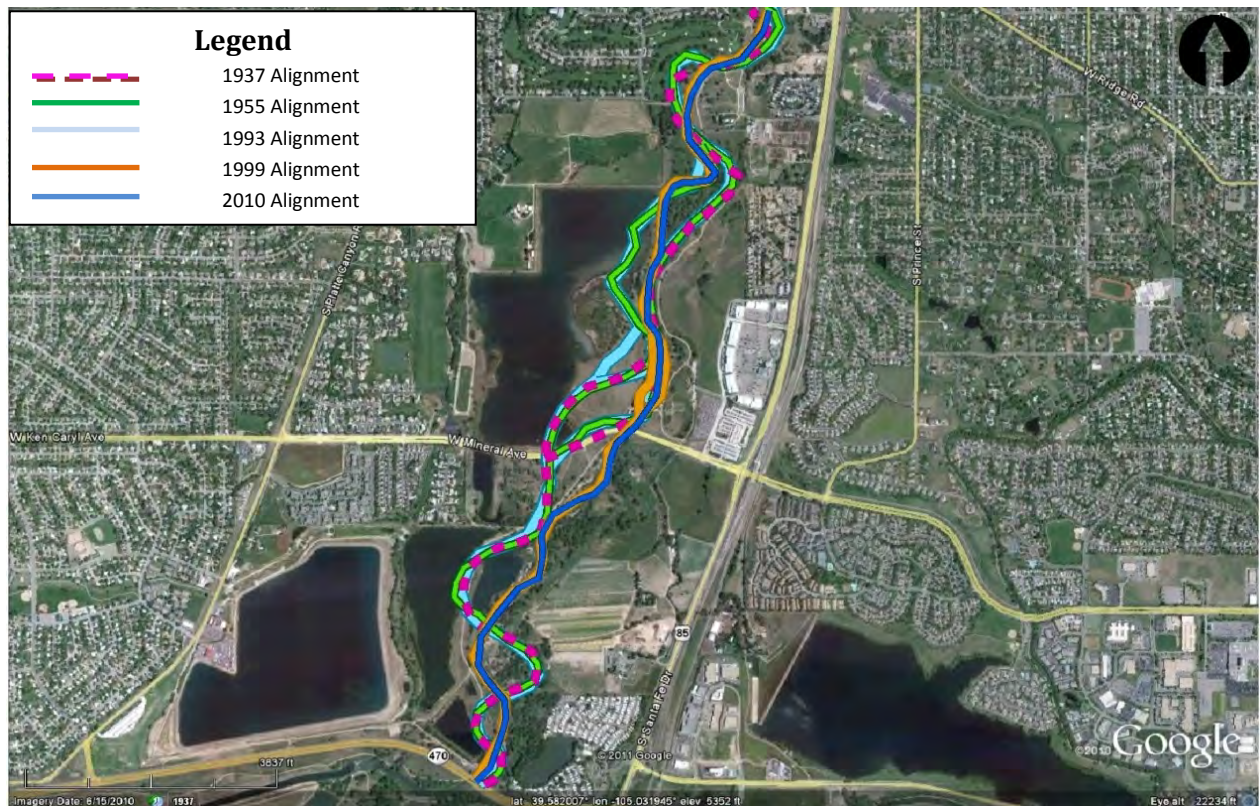 Legend
1937 Alignment
1955 Alignment
1993 Alignment
1999 Alignment
2010 Alignment
W Ridge Rd
S Platte Canyon R
S Prince St
W Ken Caryl Ave
W Mineral Ave
85
S Santa Fe Dr
470
3837 ft
© 2011 Google
© 2010 Google
Imagery Date: 6/15/2010 1937
lat 39.582007° lon -105.031945° elev 5352 ft
Eye alt 22234 ft